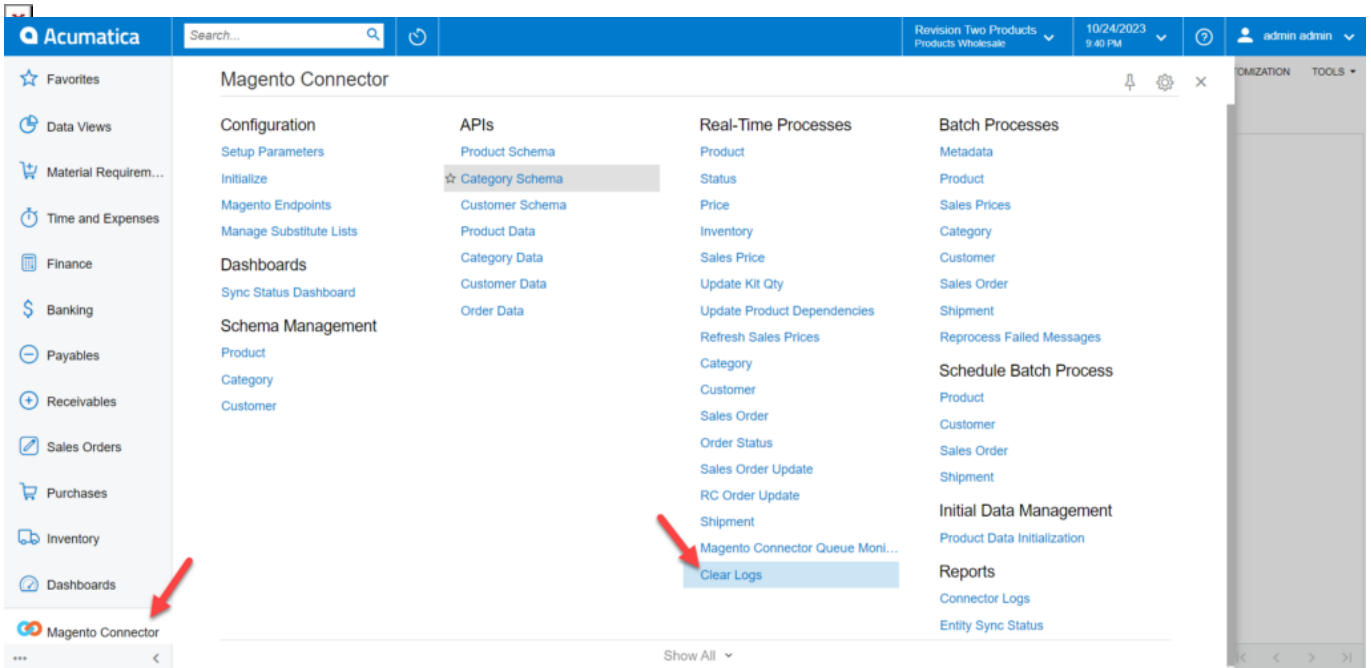 Acumatica
Search...
Revision Two Products
Products Wholesale
10/24/2023
9:40 PM
admin admin
Favorites
Data Views
Material Requirem...
Time and Expenses
Finance
Banking
Payables
Receivables
Sales Orders
Purchases
Inventory
Dashboards
Magento Connector
Magento Connector
Configuration
Setup Parameters
Initialize
Magento Endpoints
Manage Substitute Lists
Dashboards
Sync Status Dashboard
Schema Management
Product
Category
Customer
APIs
Product Schema
Category Schema
Customer Schema
Product Data
Category Data
Customer Data
Order Data
Real-Time Processes
Product
Status
Price
Inventory
Sales Price
Update Kit Qty
Update Product Dependencies
Refresh Sales Prices
Category
Customer
Sales Order
Order Status
Sales Order Update
RC Order Update
Shipment
Magento Connector Queue Moni...
Clear Logs
Batch Processes
Metadata
Product
Sales Prices
Category
Customer
Sales Order
Shipment
Reprocess Failed Messages
Schedule Batch Process
Product
Customer
Sales Order
Shipment
Initial Data Management
Product Data Initialization
Reports
Connector Logs
Entity Sync Status
Show All
TOMIZATION
TOOLS